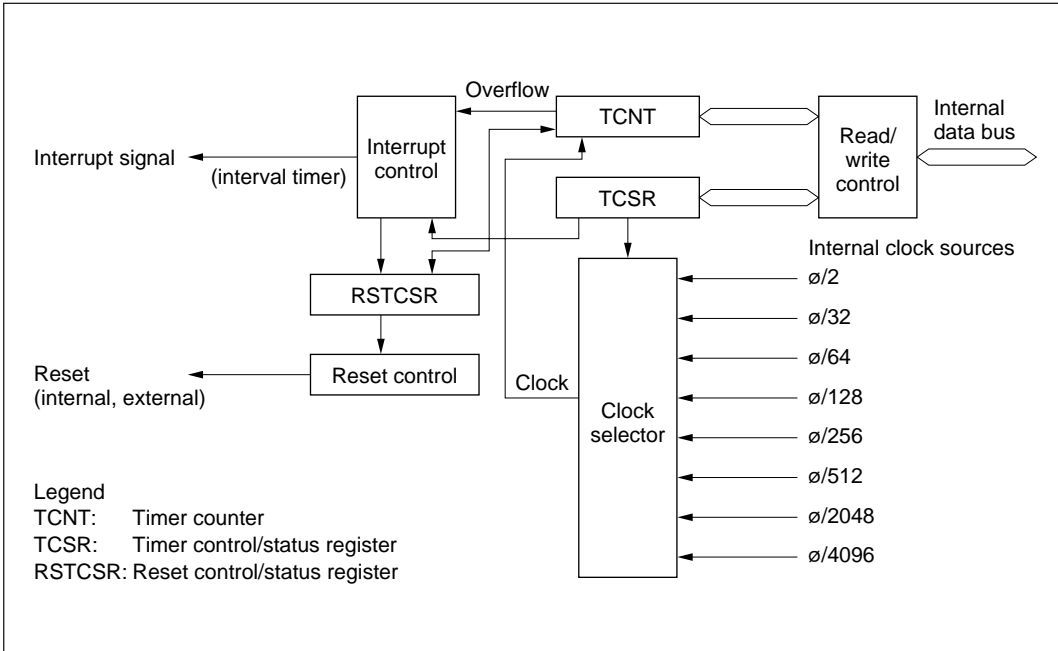 Overflow
TCNT
Internal
data bus
Read/
write
control
Interrupt
control
Interrupt signal
(interval timer)
TCSR
Internal clock sources
RSTCSR
ø/2
ø/32
ø/64
Reset
(internal, external)
Reset control
Clock
ø/128
Clock
selector
ø/256
ø/512
ø/2048
ø/4096
Legend
TCNT: Timer counter
TCSR: Timer control/status register
RSTCSR: Reset control/status register